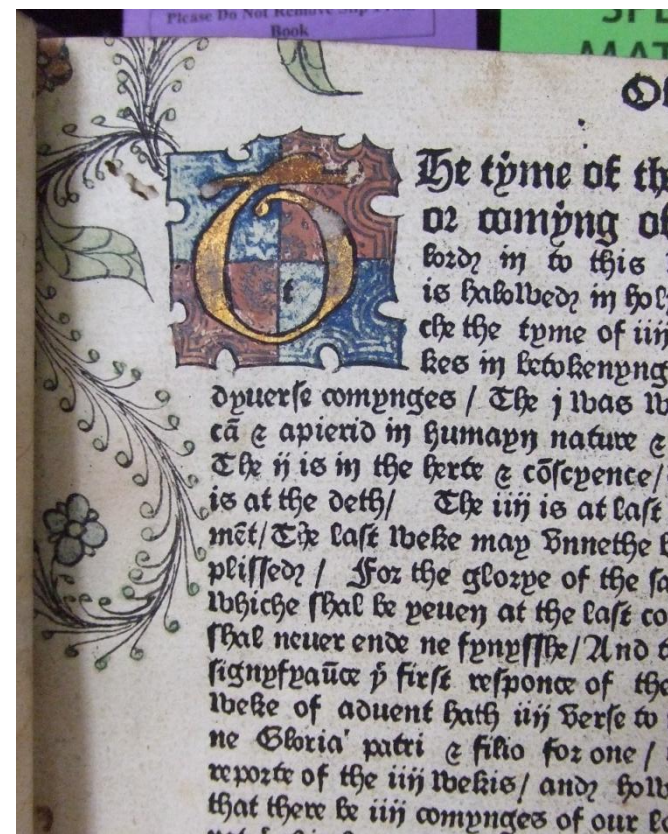 Please Do Not Remove Slip From
Book
T He tyme of th
or comyng o
lord in to this
is halowed in hol
che the tyme of iiij
kes in betokenyng
dyuerse comynges / The j was w
cā & apierid in humayn nature &
The ij is in the herte & cōscyence /
is at the deth / The iiij is at last
mēt / The last weke may vnnethe
plissed / For the glorye of the s
whiche shal be yeuen at the last co
shal neuer ende ne fynysshe / And t
signyfyaūce ẏ first responce of the
weke of aduent hath iiij verse to
ne Gloria patri & filio for one /
reporte of the iiij wekis / and how
that there be iiij comynges of our